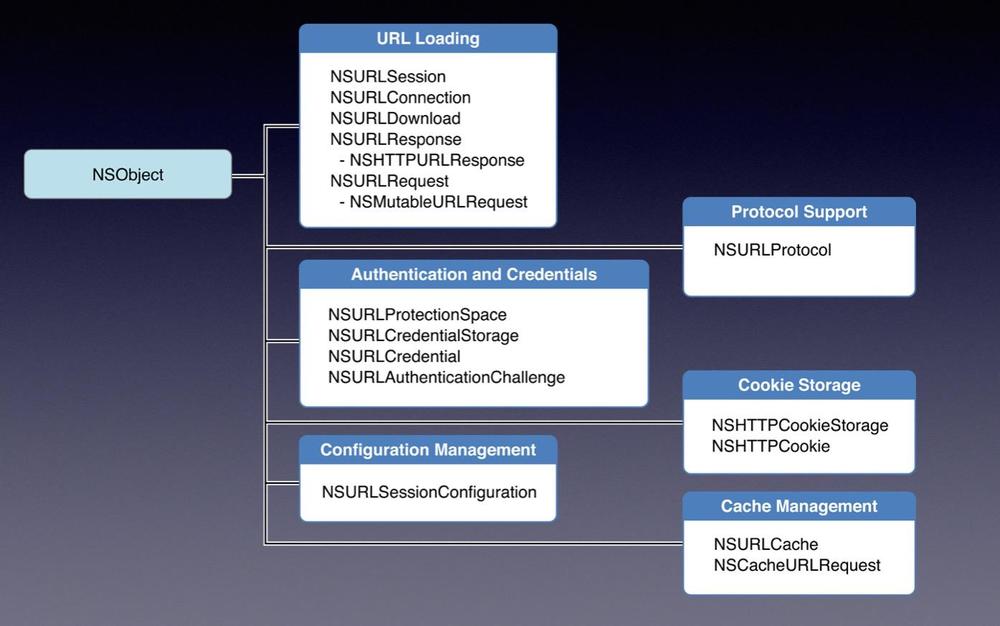 NSObject
URL Loading
NSURLSession
NSURLConnection
NSURLDownload
NSURLResponse
- NSHTTPURLResponse
NSURLRequest
- NSMutableURLRequest
Protocol Support
NSURLProtocol
Authentication and Credentials
NSURLProtectionSpace
NSURLCredentialStorage
NSURLCredential
NSURLAuthenticationChallenge
Cookie Storage
NSHTTPCookieStorage
NSHTTPCookie
Configuration Management
NSURLSessionConfiguration
Cache Management
NSURLCache
NSCacheURLRequest